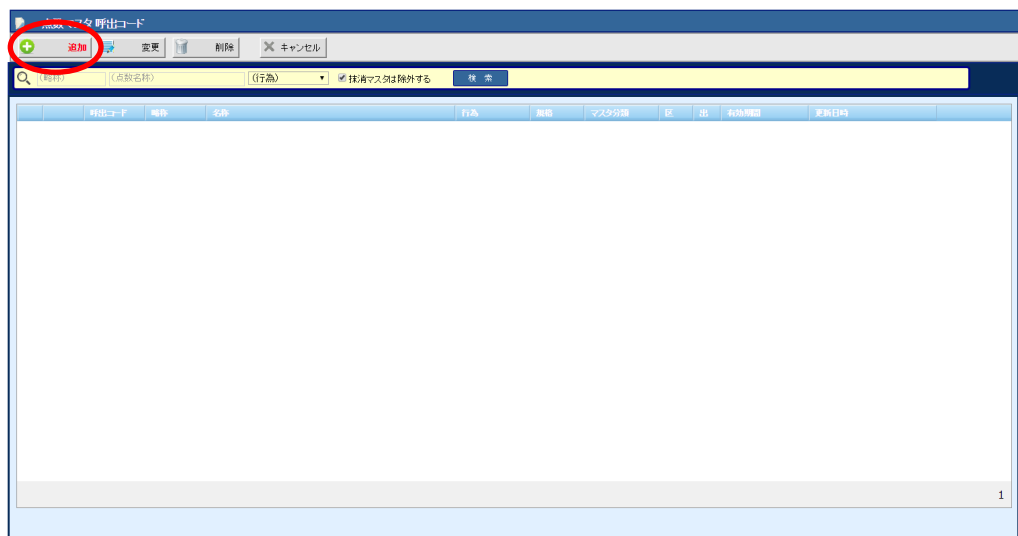 点数マスタ 呼出コード
追加 変更 削除 キャンセル
(略称) (点数名称) (行為) 抹消マスタは除外する 検 索
呼出コード 略称 名称 行為 規格 マスタ分類 区 出 有効期間 更新日時
1